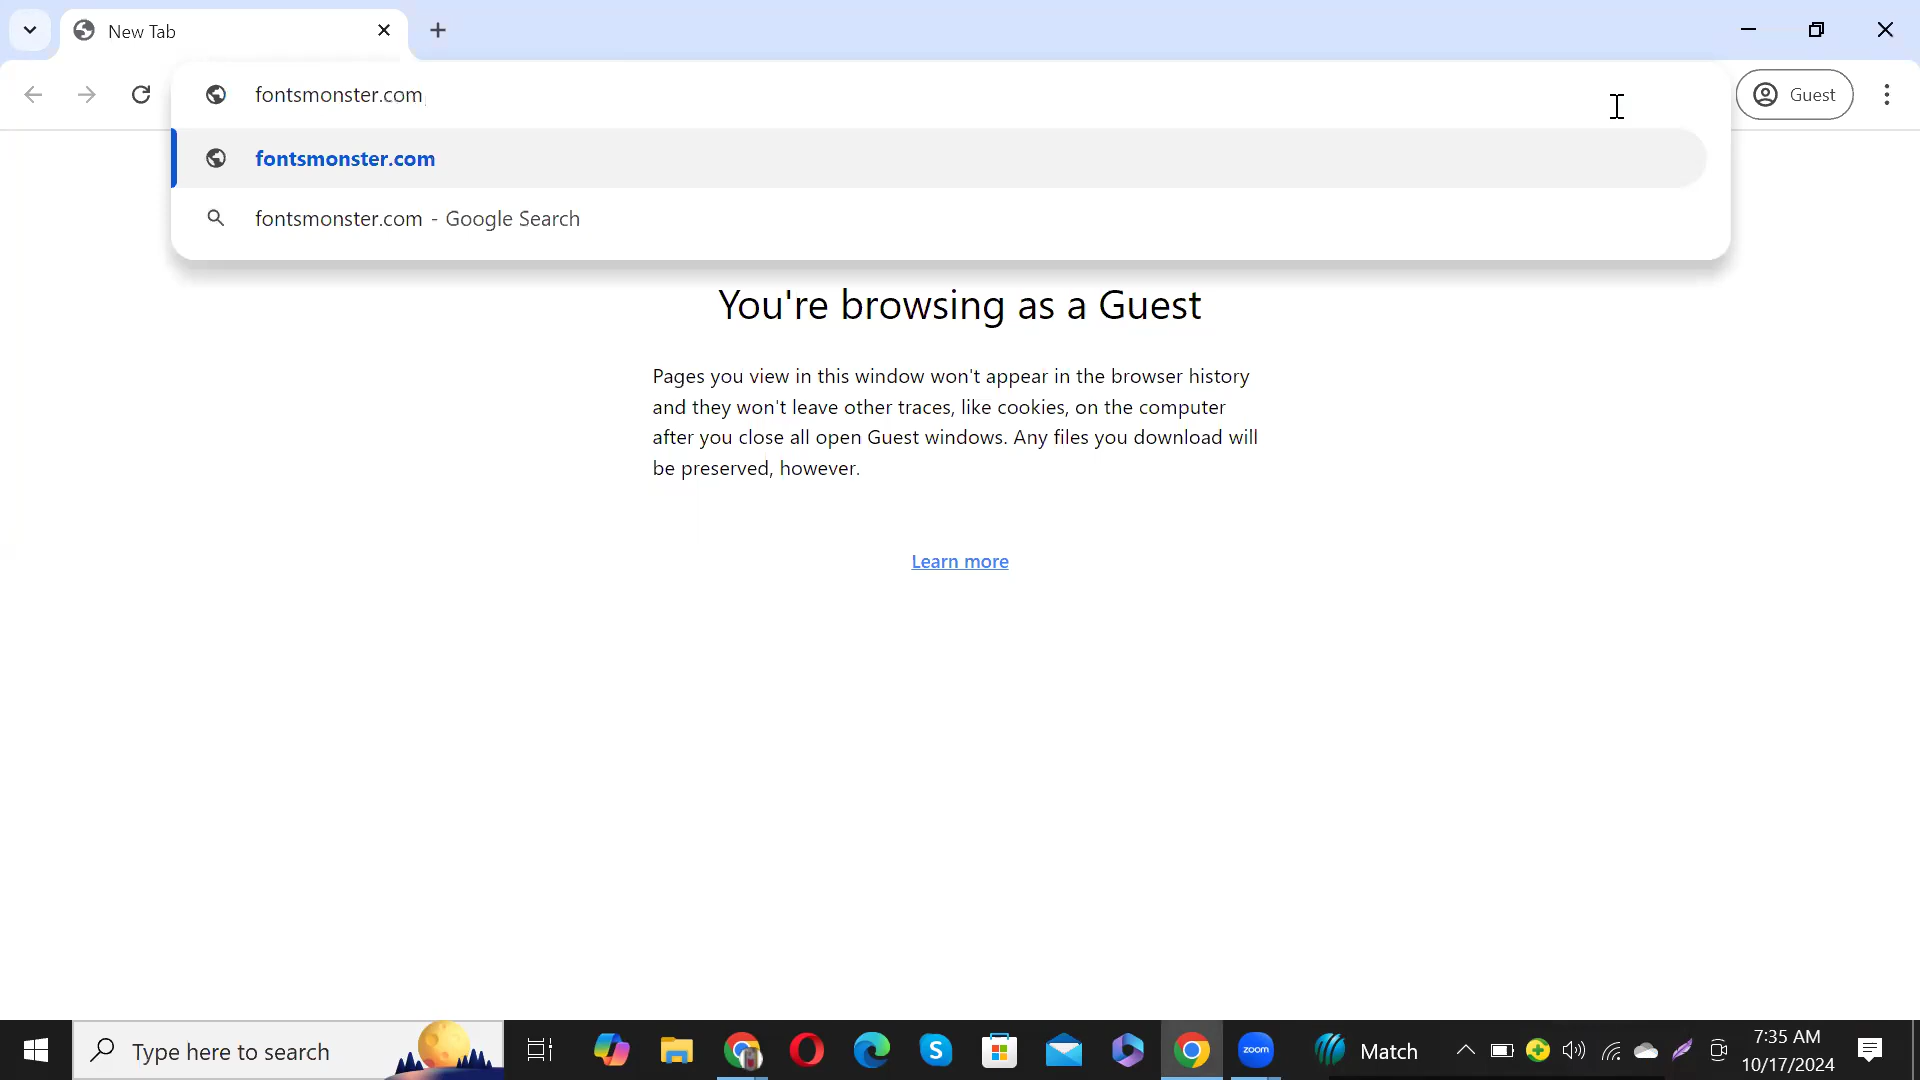 New Tab
fontsmonster.com
Guest
fontsmonster.com
fontsmonster.com - Google Search
You're browsing as a Guest
Pages you view in this window won't appear in the browser history
and they won't leave other traces, like cookies, on the computer
after you close all open Guest windows. Any files you download will
be preserved, however.
Learn more
Type here to search
S
zoom
Match
7:35 AM
10/17/2024